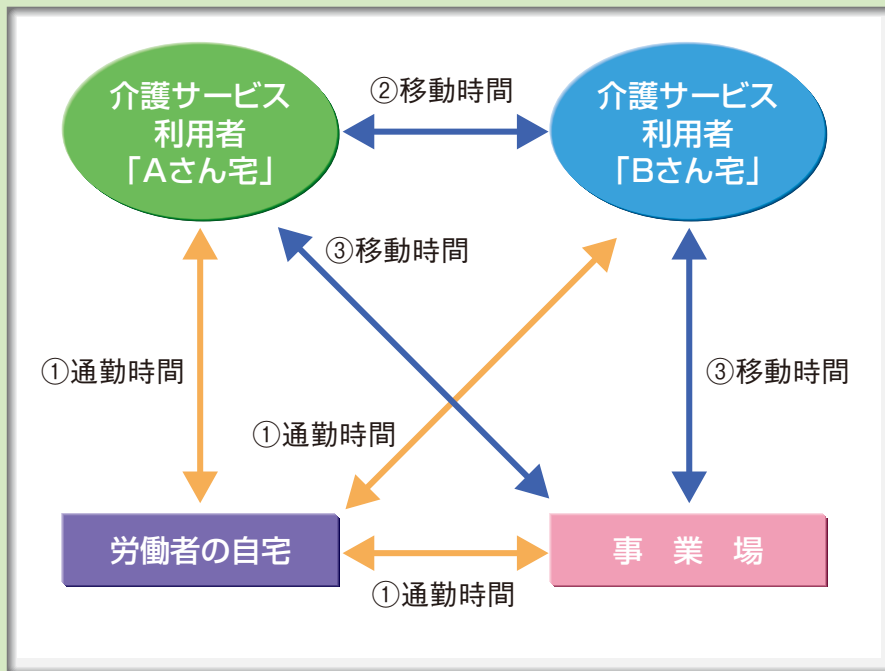 介護サービス
利用者
「Aさん宅」
②移動時間
介護サービス
利用者
「Bさん宅」
③移動時間
①通勤時間
③移動時間
①通勤時間
労働者の自宅
事 業 場
①通勤時間